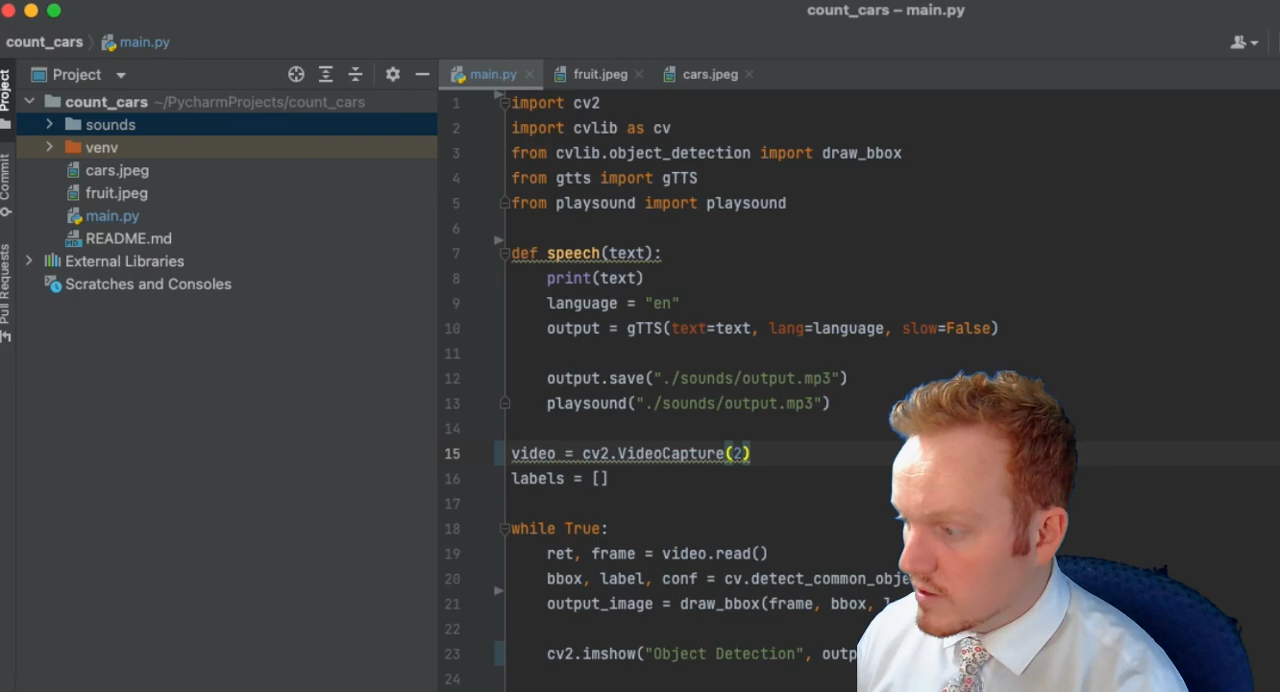 count_cars – main.py
count_cars main.py
Project
main.py
fruit.jpeg
cars.jpeg
Project
Commit
Pull Requests
count_cars ~/PycharmProjects/count_cars
sounds
venv
cars.jpeg
fruit.jpeg
main.py
README.md
External Libraries
Scratches and Consoles
1 import cv2
2 import cvlib as cv
3 from cvlib.object_detection import draw_bbox
4 from gtts import gTTS
5 from playsound import playsound
6
7 def speech(text):
8 print(text)
9 language = "en"
10 output = gTTS(text=text, lang=language, slow=False)
11
12 output.save("./sounds/output.mp3")
13 playsound("./sounds/output.mp3")
14
15 video = cv2.VideoCapture(2)
16 labels = []
17
18 while True:
19 ret, frame = video.read()
20 bbox, label, conf = cv.detect_common_obje
21 output_image = draw_bbox(frame, bbox, l
22
23 cv2.imshow("Object Detection", outp
24